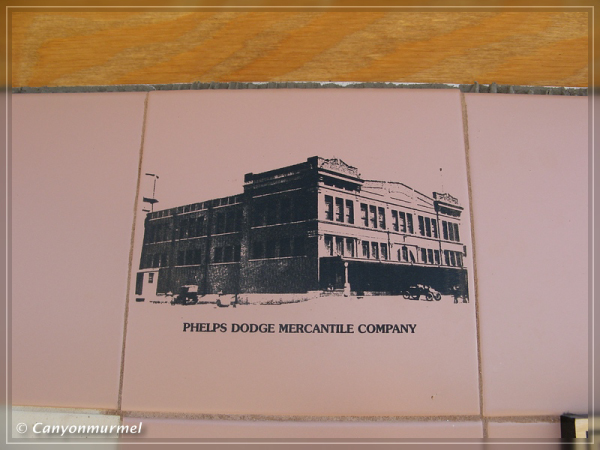 PHELPS DODGE MERCANTILE COMPANY
© Canyonmurmel